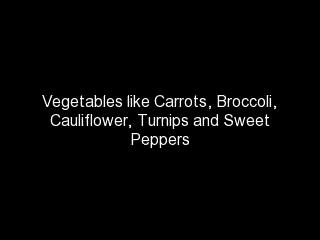 Vegetables like Carrots, Broccoli,
Cauliflower, Turnips and Sweet
Peppers